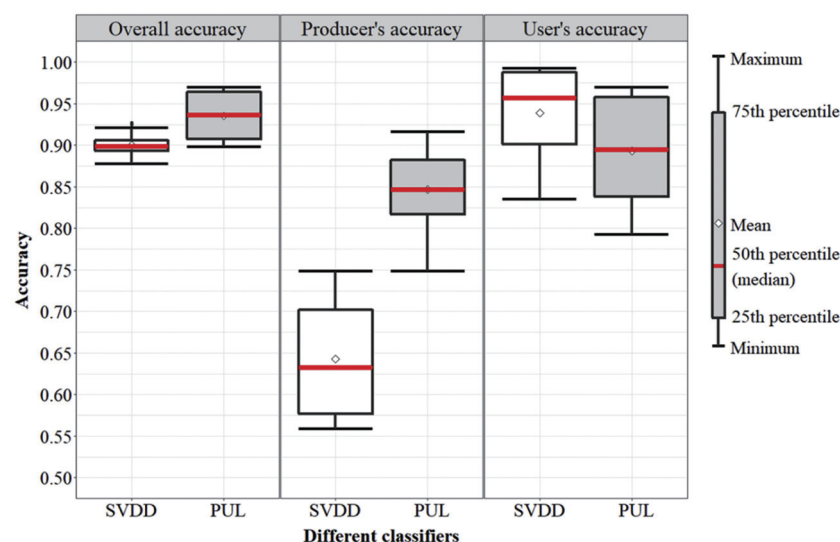 Overall accuracy
Producer's accuracy
User's accuracy
1.00
0.95
0.90
0.85
0.80
0.75
0.70
0.65
0.60
0.55
0.50
Accuracy
SVDD
PUL
SVDD
PUL
SVDD
PUL
Different classifiers
Maximum
75th percentile
Mean
50th percentile
(median)
25th percentile
Minimum